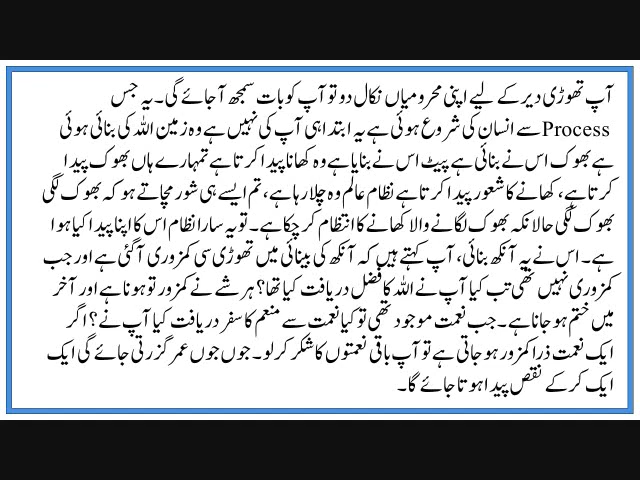 آپ تھوڑی دیر کے لیے اپنی محرومیاں نکال دو تو آپ کو بات سمجھ آجائے گی۔ یہ جس
Process سے انسان کی شروع ہوئی ہے یہ ابتدا ہی آپ کی نہیں ہے وہ زمین اللہ کی بنائی ہوئی
ہے بھوک اس نے بنائی ہے پیٹ اس نے بنایا ہے وہ کھانا پیدا کرتا ہے تمہارے ہاں بھوک پیدا
کرتا ہے، کھانے کا شعور پیدا کرتا ہے نظام عالم وہ چلا رہا ہے، تم ایسے ہی شور مچاتے ہو کہ بھوک لگی
بھوک لگی حالانکہ بھوک لگانے والا کھانے کا انتظام کر چکا ہے۔ تو یہ سارا نظام اس کا اپنا پیدا کیا ہوا
ہے۔ اس نے یہ آنکھ بنائی، آپ کہتے ہیں کہ آنکھ کی بینائی میں تھوڑی سی کمزوری آگئی ہے اور جب
کمزوری نہیں تھی تب کیا آپ نے اللہ کا فضل دریافت کیا تھا؟ ہر شے نے کمزور تو ہونا ہے اور آخر
میں ختم ہو جانا ہے۔ جب نعمت موجود تھی تو کیا نعمت سے منعم کا سفر دریافت کیا آپ نے؟ اگر
ایک نعمت ذرا کمزور ہو جاتی ہے تو آپ باقی نعمتوں کا شکر کر لو۔ جوں جوں عمر گزرتی جائے گی ایک
ایک کر کے نقص پیدا ہوتا جائے گا۔